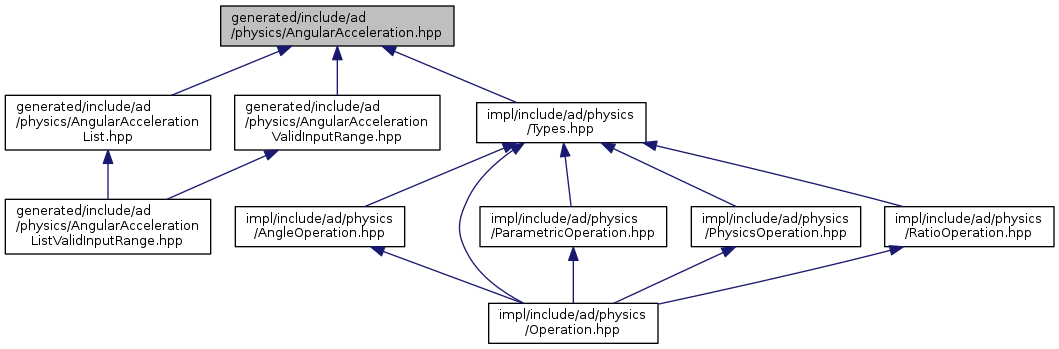 generated/include/ad
/physics/AngularAcceleration.hpp
generated/include/ad
/physics/AngularAcceleration
List.hpp
generated/include/ad
/physics/AngularAcceleration
ValidInputRange.hpp
impl/include/ad/physics
/Types.hpp
generated/include/ad
/physics/AngularAcceleration
ListValidInputRange.hpp
impl/include/ad/physics
/AngleOperation.hpp
impl/include/ad/physics
/ParametricOperation.hpp
impl/include/ad/physics
/PhysicsOperation.hpp
impl/include/ad/physics
/RatioOperation.hpp
impl/include/ad/physics
/Operation.hpp